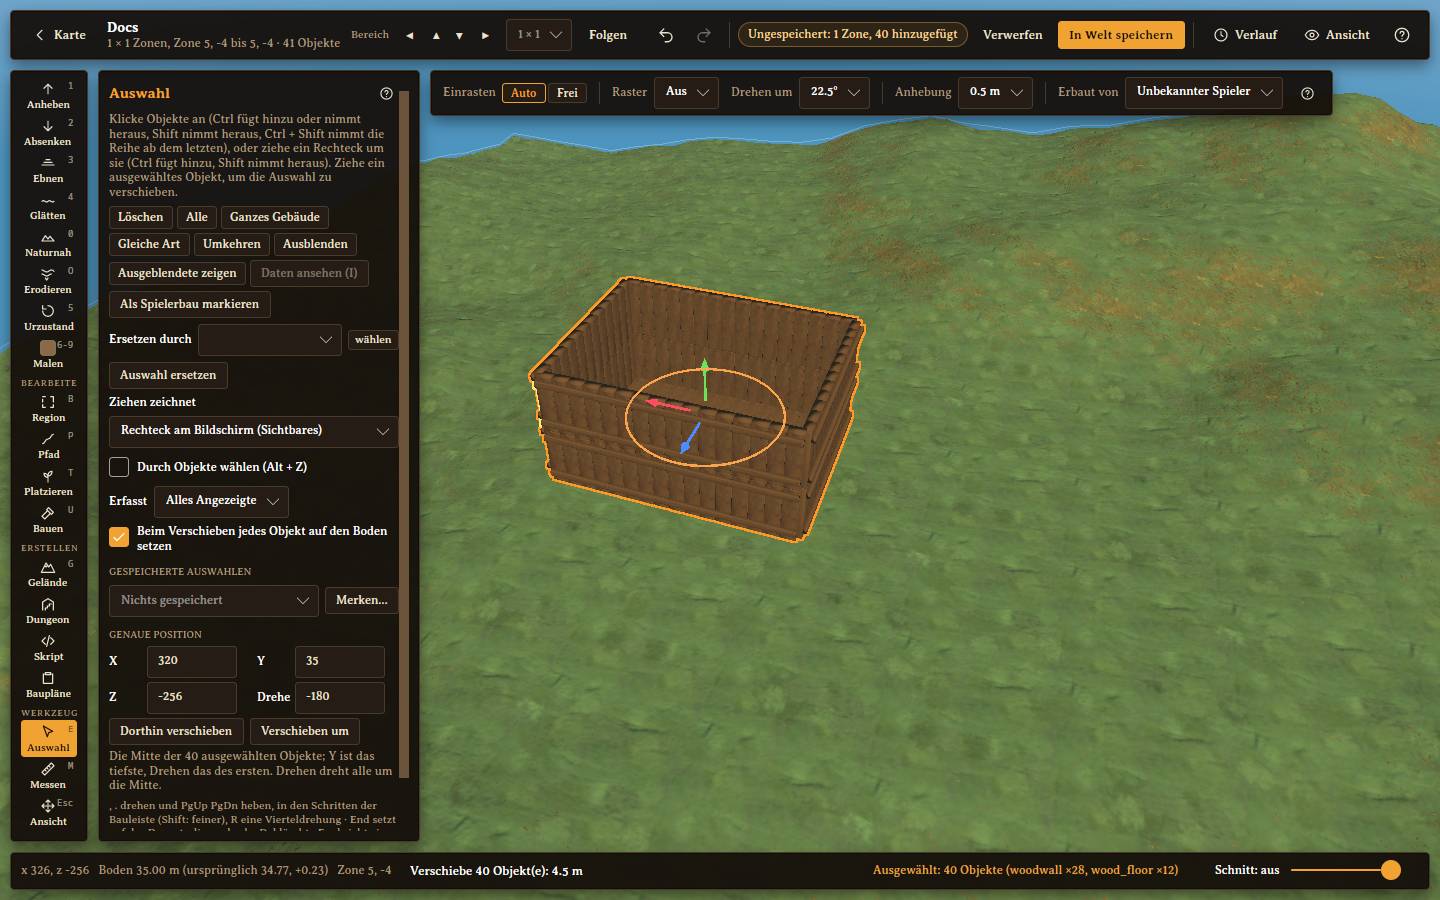 Karte
Docs
1 × 1 Zonen, Zone 5, -4 bis 5, -4 · 41 Objekte
Bereich
1 × 1
Folgen
Ungespeichert: 1 Zone, 40 hinzugefügt
Verwerfen
In Welt speichern
Verlauf
Ansicht
Einrasten
Auto
Frei
Raster
Aus
Drehen um
22.5°
Anhebung
0.5 m
Erbaut von
Unbekannter Spieler
1
Anheben
2
Absenken
3
Ebnen
4
Glätten
0
Naturnah
O
Erodieren
5
Urzustand
6-9
Malen
BEARBEITE
B
Region
P
Pfad
T
Platzieren
U
Bauen
ERSTELLEN
G
Gelände
Dungeon
Skript
Baupläne
WERKZEUG
E
Auswahl
M
Messen
Esc
Ansicht
Auswahl
Klicke Objekte an (Ctrl fügt hinzu oder nimmt
heraus, Shift nimmt heraus, Ctrl + Shift nimmt die
Reihe ab dem letzten), oder ziehe ein Rechteck um
sie (Ctrl fügt hinzu, Shift nimmt heraus). Ziehe ein
ausgewähltes Objekt, um die Auswahl zu
verschieben.
Löschen
Alle
Ganzes Gebäude
Gleiche Art
Umkehren
Ausblenden
Ausgeblendete zeigen
Daten ansehen (I)
Als Spielerbau markieren
Ersetzen durch
wählen
Auswahl ersetzen
Ziehen zeichnet
Rechteck am Bildschirm (Sichtbares)
Durch Objekte wählen (Alt + Z)
Erfasst
Alles Angezeigte
Beim Verschieben jedes Objekt auf den Boden
setzen
GESPEICHERTE AUSWAHLEN
Nichts gespeichert
Merken...
GENAUE POSITION
X
320
Y
35
Z
-256
Drehe
-180
Dorthin verschieben
Verschieben um
Die Mitte der 40 ausgewählten Objekte; Y ist das
tiefste, Drehen das des ersten. Drehen dreht alle um
die Mitte.
, . drehen und PgUp PgDn heben, in den Schritten der
Bauleiste (Shift: feiner), R eine Vierteldrehung · End setzt
x 326, z -256
Boden 35.00 m (ursprünglich 34.77, +0.23)
Zone 5, -4
Verschiebe 40 Objekt(e): 4.5 m
Ausgewählt: 40 Objekte (woodwall ×28, wood_floor ×12)
Schnitt: aus